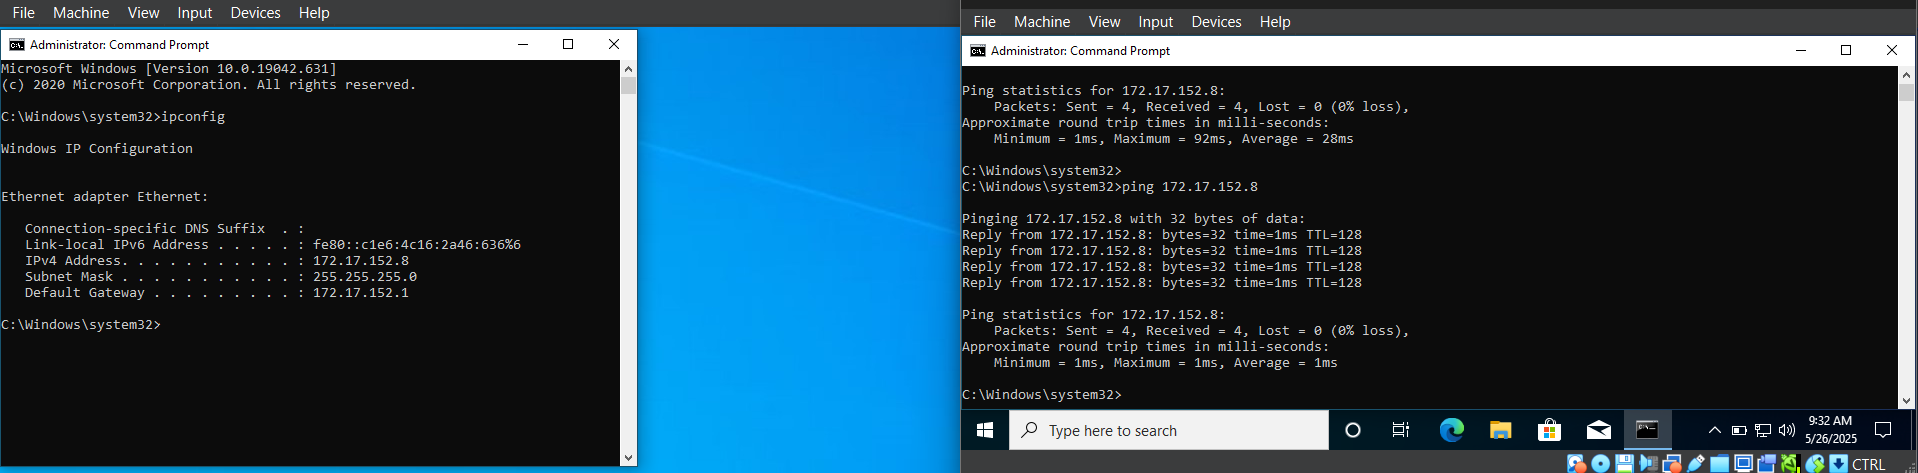 File Machine View Input Devices Help
Administrator: Command Prompt
Microsoft Windows [Version 10.0.19042.631]
(c) 2020 Microsoft Corporation. All rights reserved.
C:\Windows\system32>ipconfig
Windows IP Configuration
Ethernet adapter Ethernet:
Connection-specific DNS Suffix  . :
Link-local IPv6 Address . . . . . : fe80::c1e6:4c16:2a46:636%6
IPv4 Address. . . . . . . . . . . : 172.17.152.8
Subnet Mask . . . . . . . . . . . : 255.255.255.0
Default Gateway . . . . . . . . . : 172.17.152.1
C:\Windows\system32>
File Machine View Input Devices Help
Administrator: Command Prompt
Ping statistics for 172.17.152.8:
Packets: Sent = 4, Received = 4, Lost = 0 (0% loss),
Approximate round trip times in milli-seconds:
Minimum = 1ms, Maximum = 92ms, Average = 28ms
C:\Windows\system32>
C:\Windows\system32>ping 172.17.152.8
Pinging 172.17.152.8 with 32 bytes of data:
Reply from 172.17.152.8: bytes=32 time=1ms TTL=128
Reply from 172.17.152.8: bytes=32 time=1ms TTL=128
Reply from 172.17.152.8: bytes=32 time=1ms TTL=128
Reply from 172.17.152.8: bytes=32 time=1ms TTL=128
Ping statistics for 172.17.152.8:
Packets: Sent = 4, Received = 4, Lost = 0 (0% loss),
Approximate round trip times in milli-seconds:
Minimum = 1ms, Maximum = 1ms, Average = 1ms
C:\Windows\system32>
Type here to search
9:32 AM
5/26/2025
CTRL